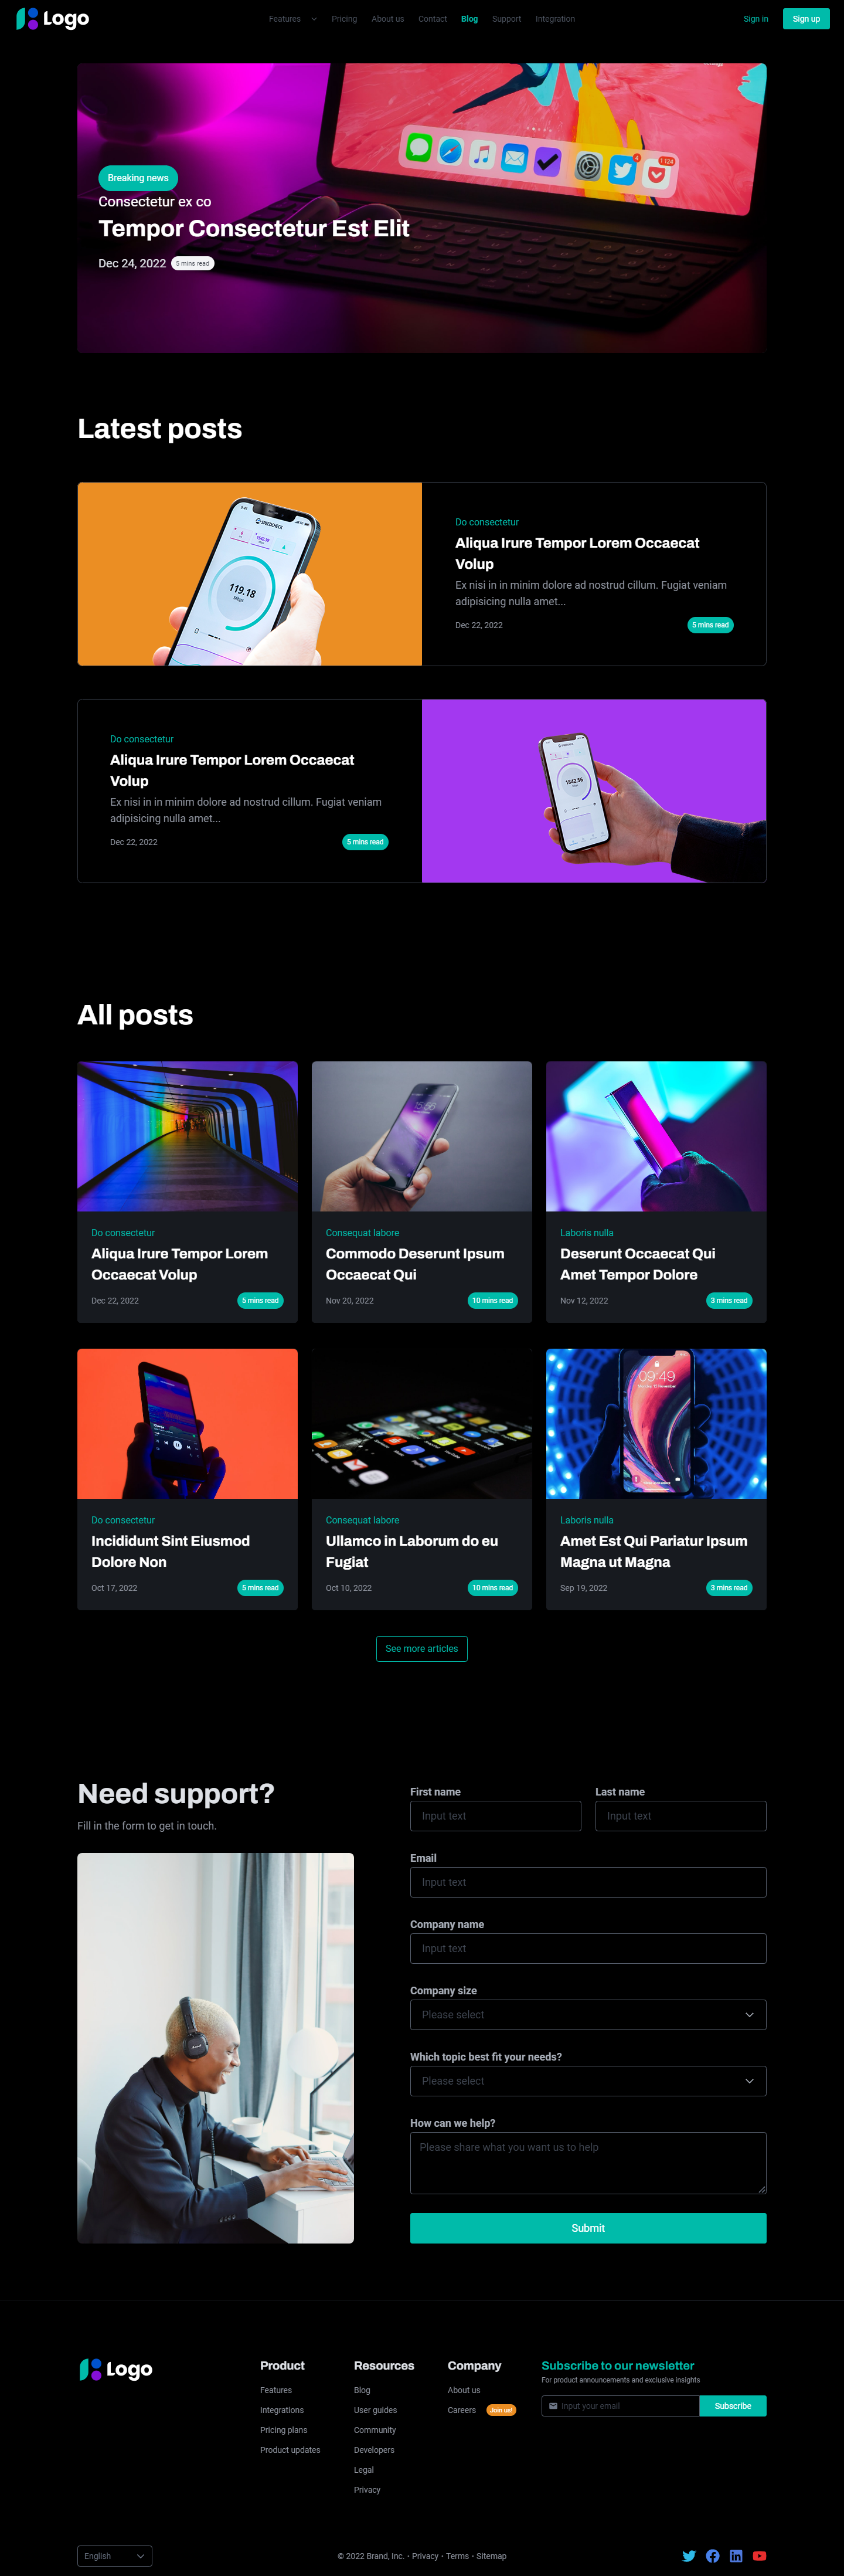 Logo
Features Pricing About us Contact Blog Support Integration
Sign in Sign up
Breaking news
Consectetur ex co
Tempor Consectetur Est Elit
Dec 24, 2022 5 mins read
4
1,124
Latest posts
SPEEDCHECK
119.18
Mbps
Do consectetur
Aliqua Irure Tempor Lorem Occaecat
Volup
Ex nisi in in minim dolore ad nostrud cillum. Fugiat veniam
adipisicing nulla amet...
Dec 22, 2022 5 mins read
Do consectetur
Aliqua Irure Tempor Lorem Occaecat
Volup
Ex nisi in in minim dolore ad nostrud cillum. Fugiat veniam
adipisicing nulla amet...
Dec 22, 2022 5 mins read
1842.56
All posts
Do consectetur
Aliqua Irure Tempor Lorem
Occaecat Volup
Dec 22, 2022 5 mins read
Consequat labore
Commodo Deserunt Ipsum
Occaecat Qui
Nov 20, 2022 10 mins read
Laboris nulla
Deserunt Occaecat Qui
Amet Tempor Dolore
Nov 12, 2022 3 mins read
Do consectetur
Incididunt Sint Eiusmod
Dolore Non
Oct 17, 2022 5 mins read
Consequat labore
Ullamco in Laborum do eu
Fugiat
Oct 10, 2022 10 mins read
09:49
Laboris nulla
Amet Est Qui Pariatur Ipsum
Magna ut Magna
Sep 19, 2022 3 mins read
See more articles
Need support?
Fill in the form to get in touch.
First name Last name
Input text Input text
Email
Input text
Company name
Input text
Company size
Please select
Which topic best fit your needs?
Please select
How can we help?
Please share what you want us to help
Submit
Logo
Product
Features
Integrations
Pricing plans
Product updates
Resources
Blog
User guides
Community
Developers
Legal
Privacy
Company
About us
Careers Join us!
Subscribe to our newsletter
For product announcements and exclusive insights
Input your email Subscribe
English
© 2022 Brand, Inc. • Privacy • Terms • Sitemap